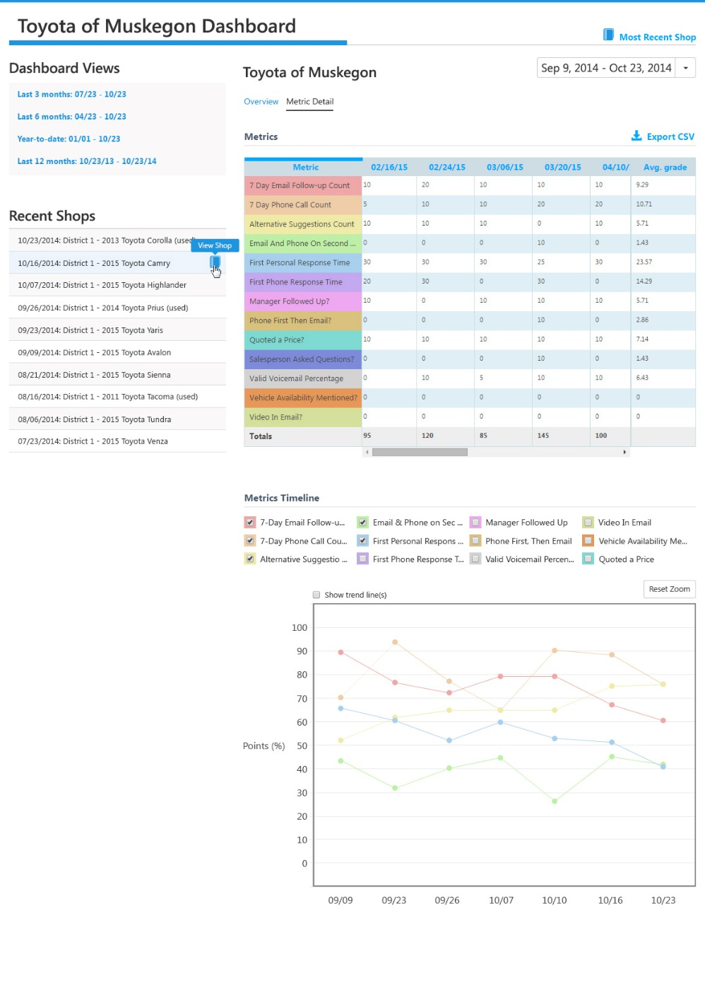 Toyota of Muskegon Dashboard
Most Recent Shop
Dashboard Views
Last 3 months: 07/23 - 10/23
Last 6 months: 04/23 - 10/23
Year-to-date: 01/01 - 10/23
Last 12 months: 10/23/13 - 10/23/14
Recent Shops
10/23/2014: District 1 - 2013 Toyota Corolla (used)
View Shop
10/16/2014: District 1 - 2015 Toyota Camry
10/07/2014: District 1 - 2015 Toyota Highlander
09/26/2014: District 1 - 2014 Toyota Prius (used)
09/23/2014: District 1 - 2015 Toyota Yaris
09/09/2014: District 1 - 2015 Toyota Avalon
08/21/2014: District 1 - 2015 Toyota Sienna
08/16/2014: District 1 - 2011 Toyota Tacoma (used)
08/06/2014: District 1 - 2015 Toyota Tundra
07/23/2014: District 1 - 2015 Toyota Venza
Toyota of Muskegon
Sep 9, 2014 - Oct 23, 2014
Overview Metric Detail
Metrics
Export CSV
Metric 02/16/15 02/24/15 03/06/15 03/20/15 04/10/ Avg. grade
7 Day Email Follow-up Count 10 20 10 10 10 9.29
7 Day Phone Call Count 5 10 10 20 20 10.71
Alternative Suggestions Count 10 10 10 0 10 5.71
Email And Phone On Second ... 0 0 0 10 0 1.43
First Personal Response Time 30 30 30 25 30 23.57
First Phone Response Time 20 30 0 30 0 14.29
Manager Followed Up? 10 0 10 10 10 5.71
Phone First Then Email? 0 0 0 10 0 2.86
Quoted a Price? 10 10 10 10 10 7.14
Salesperson Asked Questions? 0 0 0 10 0 1.43
Valid Voicemail Percentage 0 10 5 10 10 6.43
Vehicle Availability Mentioned? 0 0 0 0 0 0
Video In Email? 0 0 0 0 0 0
Totals 95 120 85 145 100
Metrics Timeline
7-Day Email Follow-u... Email & Phone on Sec ... Manager Followed Up Video In Email
7-Day Phone Call Cou... First Personal Respons ... Phone First, Then Email Vehicle Availability Me...
Alternative Suggestio ... First Phone Response T... Valid Voicemail Percen... Quoted a Price
Reset Zoom
Show trend line(s)
100
90
80
70
60
Points (%) 50
40
30
20
10
0
09/09 09/23 09/26 10/07 10/10 10/16 10/23